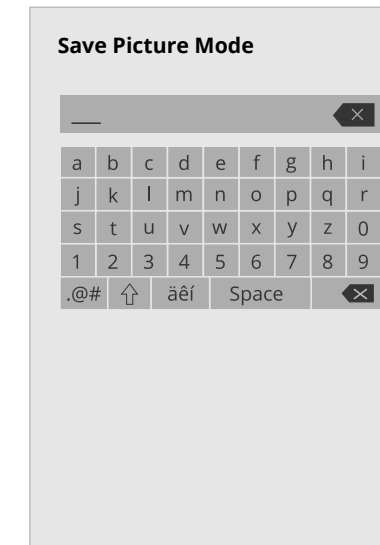 Save Picture Mode
a b c d e f g h i
j k l m n o p q r
s t u v w x y z 0
1 2 3 4 5 6 7 8 9
.@# äêí Space